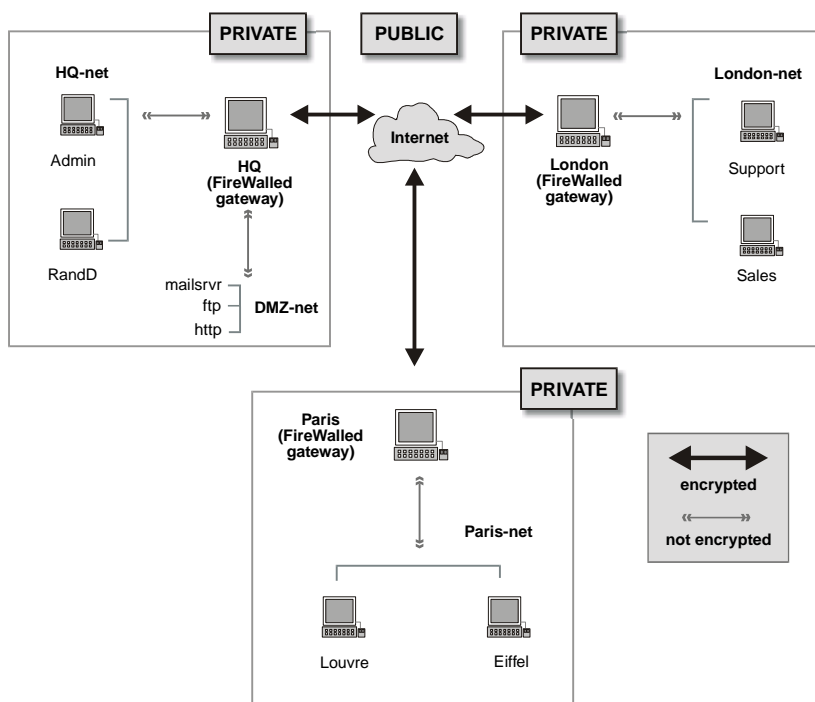 PRIVATE
PUBLIC
PRIVATE
HQ-net
London-net
Admin
HQ
(FireWalled
gateway)
Internet
London
(FireWalled
gateway)
Support
RandD
mailsrvr
ftp
http
DMZ-net
Sales
PRIVATE
Paris
(FireWalled
gateway)
Paris-net
Louvre
Eiffel
encrypted
not encrypted